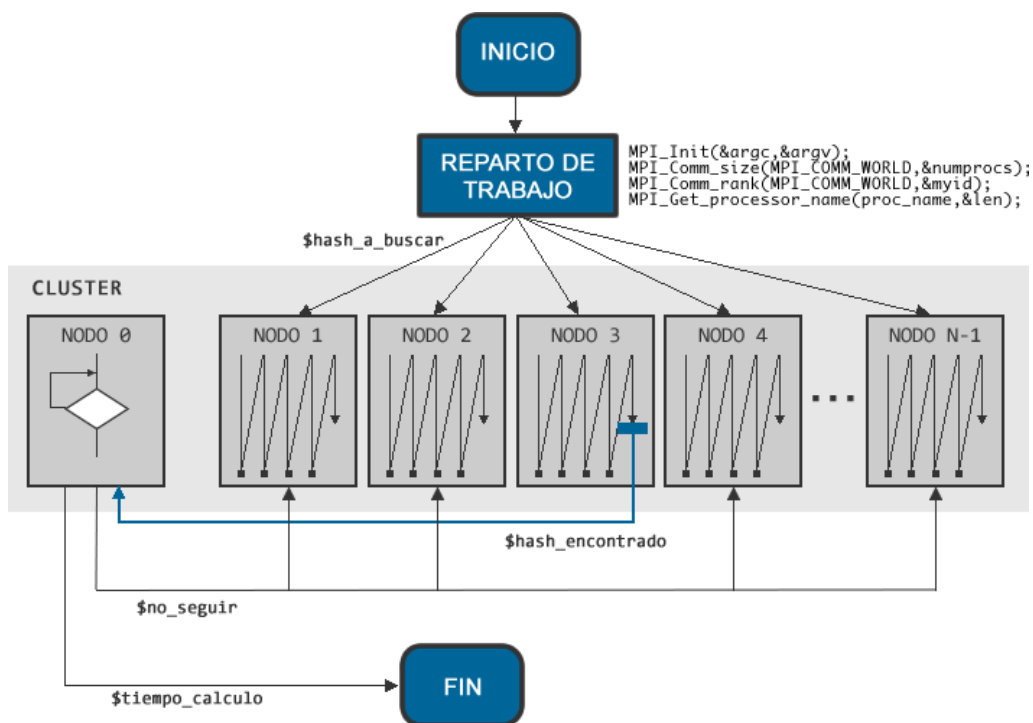 INICIO
REPARTO DE
TRABAJO
MPI_Init(&argc,&argv);
MPI_Comm_size(MPI_COMM_WORLD,&numprocs);
MPI_Comm_rank(MPI_COMM_WORLD,&myid);
MPI_Get_processor_name(proc_name,&len);
$hash_a_buscar
CLUSTER
NODO 0
NODO 1
NODO 2
NODO 3
NODO 4
NODO N-1
...
$hash_encontrado
$no_seguir
$tiempo_calculo
FIN